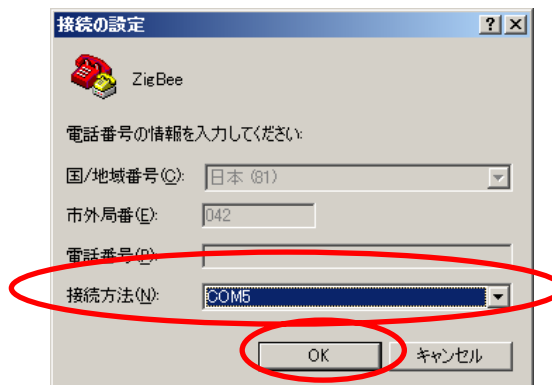 接続の設定
ZigBee
電話番号の情報を入力してください:
国/地域番号(C): 日本 (81)
市外局番(E): 042
電話番号(P):
接続方法(N): COM5
OK キャンセル